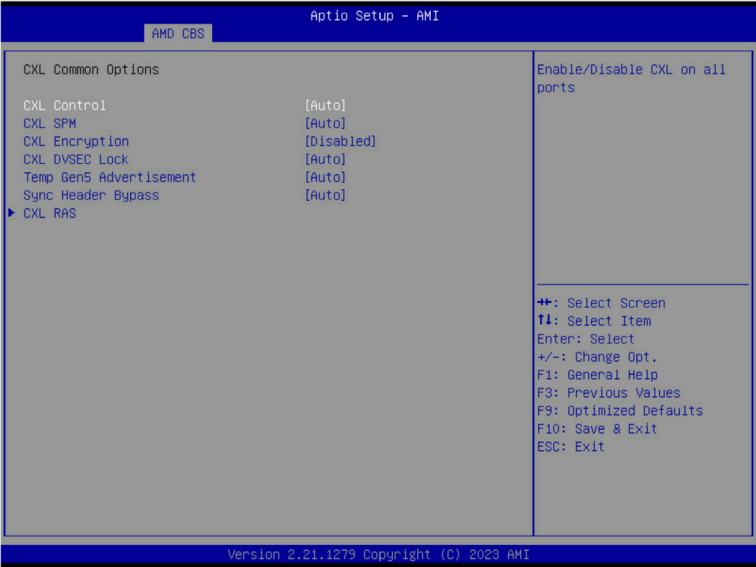 Aptio Setup – AMI
AMD CBS
CXL Common Options
CXL Control [Auto]
CXL SPM [Auto]
CXL Encryption [Disabled]
CXL DVSEC Lock [Auto]
Temp Gen5 Advertisement [Auto]
Sync Header Bypass [Auto]
CXL RAS
Enable/Disable CXL on all
ports
→←: Select Screen
↑↓: Select Item
Enter: Select
+/-: Change Opt.
F1: General Help
F3: Previous Values
F9: Optimized Defaults
F10: Save & Exit
ESC: Exit
Version 2.21.1279 Copyright (C) 2023 AMI